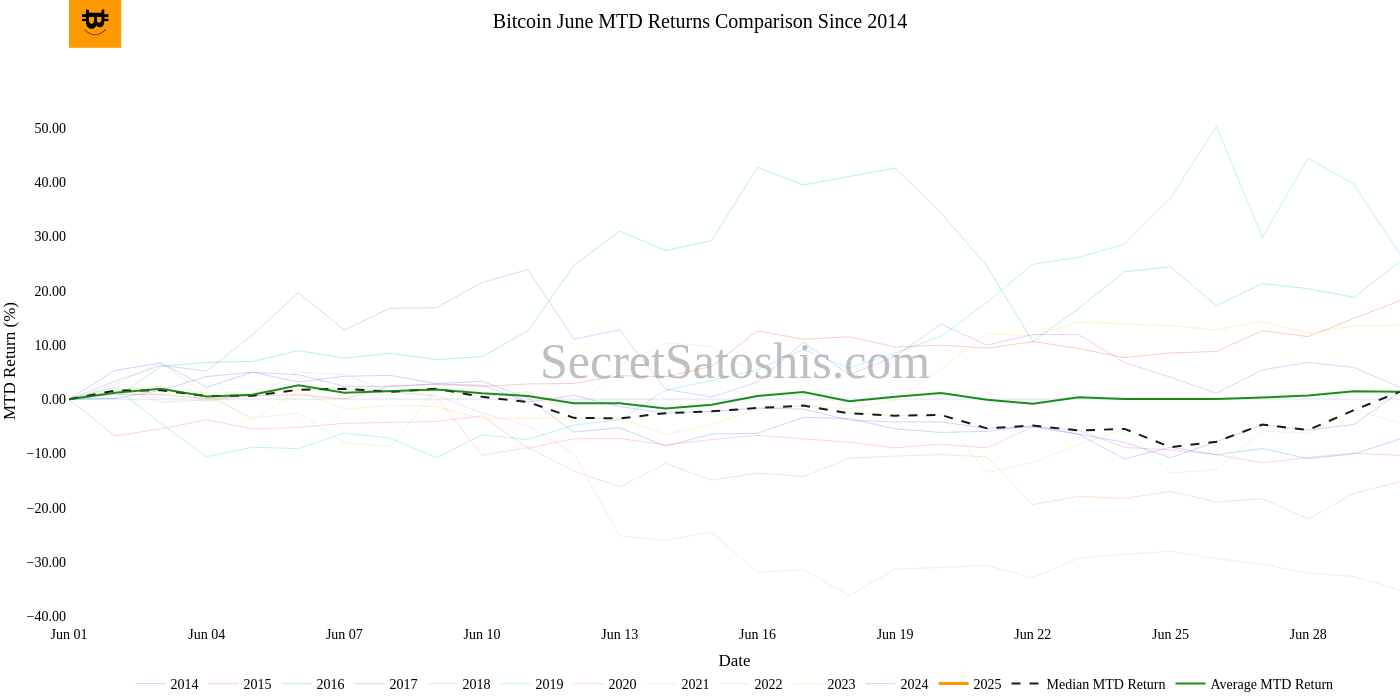 Bitcoin June MTD Returns Comparison Since 2014
50.00
40.00
30.00
20.00
10.00
0.00
−10.00
−20.00
−30.00
−40.00
MTD Return (%)
SecretSatoshis.com
Jun 01 Jun 04 Jun 07 Jun 10 Jun 13 Jun 16 Jun 19 Jun 22 Jun 25 Jun 28
Date
2014 2015 2016 2017 2018 2019 2020 2021 2022 2023 2024 2025 Median MTD Return Average MTD Return